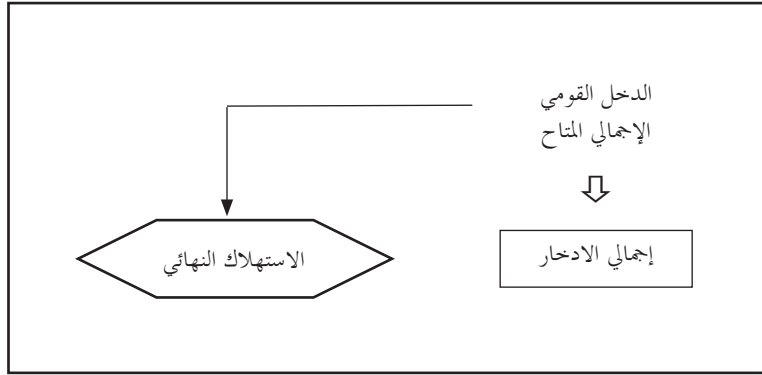 الدخل القومي
الإجمالي المتاح
إجمالي الادخار
الاستهلاك النهائي